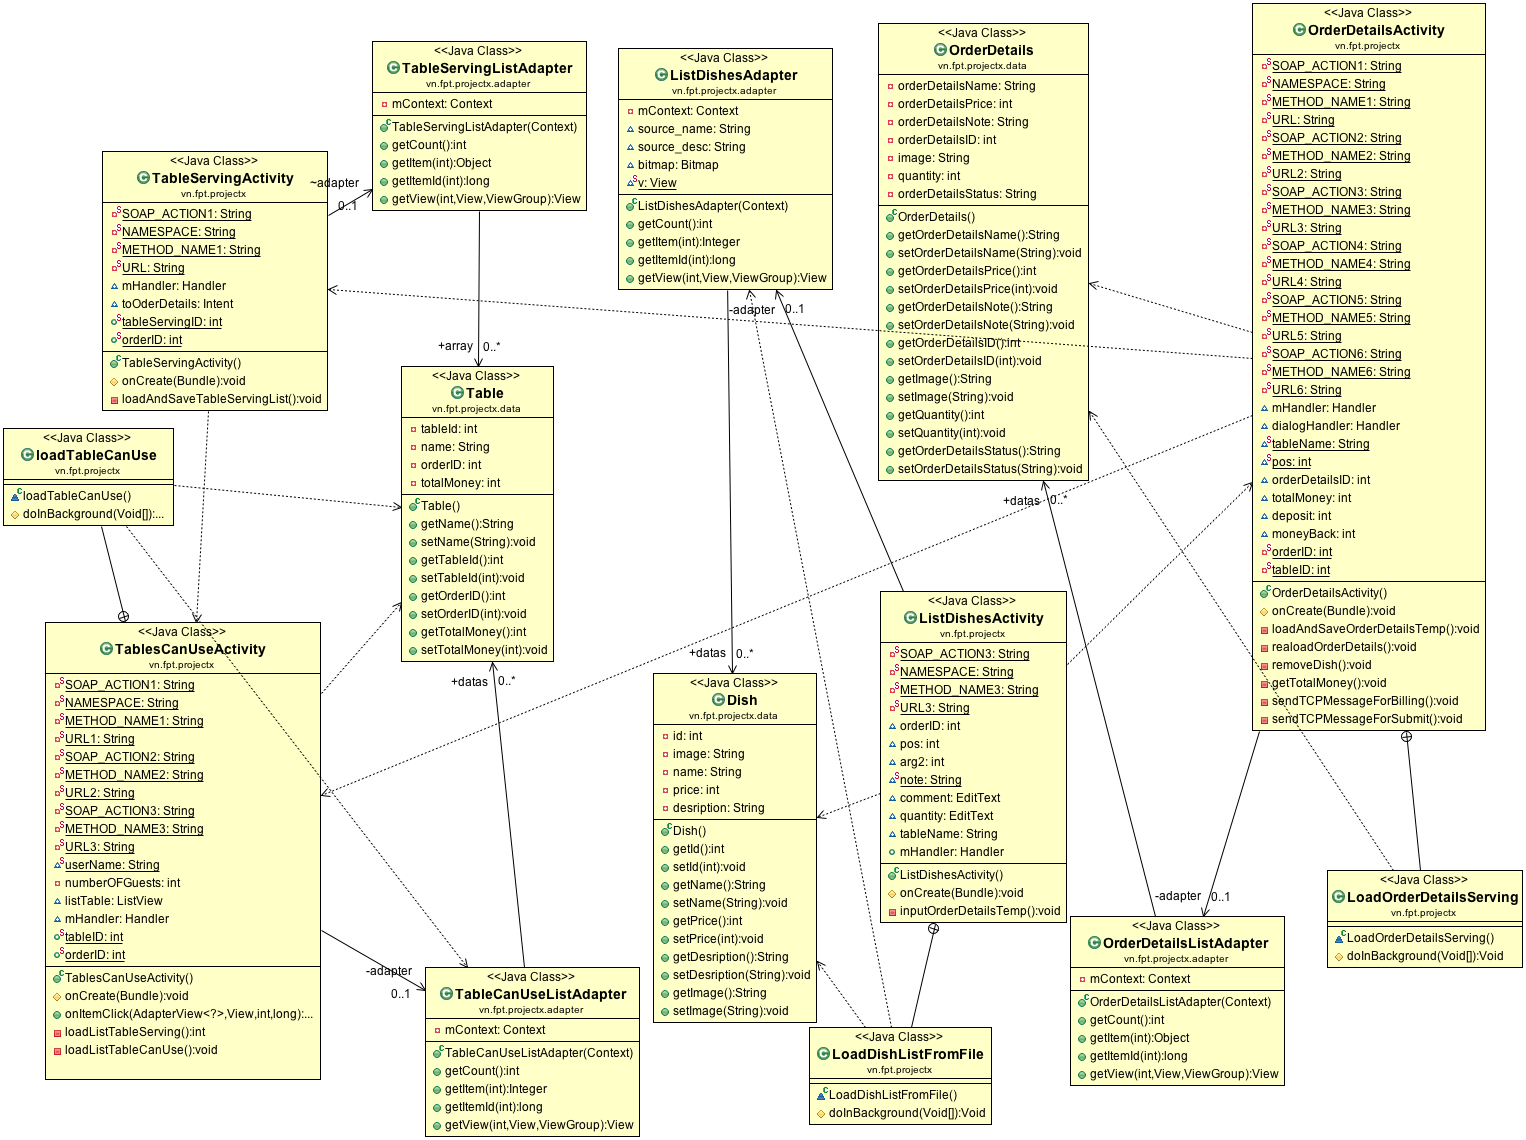 <<Java Class>>
TableServingListAdapter
vn.fpt.projectx.adapter
mContext: Context
TableServingListAdapter(Context)
getCount():int
getItem(int):Object
getItemId(int):long
getView(int,View,ViewGroup):View
<<Java Class>>
ListDishesAdapter
vn.fpt.projectx.adapter
mContext: Context
source_name: String
source_desc: String
bitmap: Bitmap
v: View
ListDishesAdapter(Context)
getCount():int
getItem(int):Integer
getItemId(int):long
getView(int,View,ViewGroup):View
<<Java Class>>
OrderDetails
vn.fpt.projectx.data
orderDetailsName: String
orderDetailsPrice: int
orderDetailsNote: String
orderDetailsID: int
image: String
quantity: int
orderDetailsStatus: String
OrderDetails()
getOrderDetailsName():String
setOrderDetailsName(String):void
getOrderDetailsPrice():int
setOrderDetailsPrice(int):void
getOrderDetailsNote():String
setOrderDetailsNote(String):void
getOrderDetailsID():int
setOrderDetailsID(int):void
getImage():String
setImage(String):void
getQuantity():int
setQuantity(int):void
getOrderDetailsStatus():String
setOrderDetailsStatus(String):void
<<Java Class>>
OrderDetailsActivity
vn.fpt.projectx
SOAP_ACTION1: String
NAMESPACE: String
METHOD_NAME1: String
URL: String
SOAP_ACTION2: String
METHOD_NAME2: String
URL2: String
SOAP_ACTION3: String
METHOD_NAME3: String
URL3: String
SOAP_ACTION4: String
METHOD_NAME4: String
URL4: String
SOAP_ACTION5: String
METHOD_NAME5: String
URL5: String
SOAP_ACTION6: String
METHOD_NAME6: String
URL6: String
mHandler: Handler
dialogHandler: Handler
tableName: String
pos: int
orderDetailsID: int
totalMoney: int
deposit: int
moneyBack: int
orderID: int
tableID: int
OrderDetailsActivity()
onCreate(Bundle):void
loadAndSaveOrderDetailsTemp():void
realoadOrderDetails():void
removeDish():void
getTotalMoney():void
sendTCPMessageForBilling():void
sendTCPMessageForSubmit():void
<<Java Class>>
TableServingActivity
vn.fpt.projectx
SOAP_ACTION1: String
NAMESPACE: String
METHOD_NAME1: String
URL: String
mHandler: Handler
toOderDetails: Intent
tableServingID: int
orderID: int
TableServingActivity()
onCreate(Bundle):void
loadAndSaveTableServingList():void
~adapter
0..1
-adapter
0..1
+array
0..*
<<Java Class>>
Table
vn.fpt.projectx.data
tableId: int
name: String
orderID: int
totalMoney: int
Table()
getName():String
setName(String):void
getTableId():int
setTableId(int):void
getOrderID():int
setOrderID(int):void
getTotalMoney():int
setTotalMoney(int):void
<<Java Class>>
loadTableCanUse
vn.fpt.projectx
loadTableCanUse()
doInBackground(Void[]):...
+datas
0..*
<<Java Class>>
TablesCanUseActivity
vn.fpt.projectx
SOAP_ACTION1: String
NAMESPACE: String
METHOD_NAME1: String
URL1: String
SOAP_ACTION2: String
METHOD_NAME2: String
URL2: String
SOAP_ACTION3: String
METHOD_NAME3: String
URL3: String
userName: String
numberOFGuests: int
listTable: ListView
mHandler: Handler
tableID: int
orderID: int
TablesCanUseActivity()
onCreate(Bundle):void
onItemClick(AdapterView<?>,View,int,long):...
loadListTableServing():int
loadListTableCanUse():void
+datas
0..*
+datas
0..*
<<Java Class>>
Dish
vn.fpt.projectx.data
id: int
image: String
name: String
price: int
desription: String
Dish()
getId():int
setId(int):void
getName():String
setName(String):void
getPrice():int
setPrice(int):void
getDesription():String
setDesription(String):void
getImage():String
setImage(String):void
<<Java Class>>
ListDishesActivity
vn.fpt.projectx
SOAP_ACTION3: String
NAMESPACE: String
METHOD_NAME3: String
URL3: String
orderID: int
pos: int
arg2: int
note: String
comment: EditText
quantity: EditText
tableName: String
mHandler: Handler
ListDishesActivity()
onCreate(Bundle):void
inputOrderDetailsTemp():void
-adapter
0..1
<<Java Class>>
LoadOrderDetailsServing
vn.fpt.projectx
LoadOrderDetailsServing()
doInBackground(Void[]):Void
<<Java Class>>
OrderDetailsListAdapter
vn.fpt.projectx.adapter
mContext: Context
OrderDetailsListAdapter(Context)
getCount():int
getItem(int):Object
getItemId(int):long
getView(int,View,ViewGroup):View
-adapter
0..1
<<Java Class>>
TableCanUseListAdapter
vn.fpt.projectx.adapter
mContext: Context
TableCanUseListAdapter(Context)
getCount():int
getItem(int):Integer
getItemId(int):long
getView(int,View,ViewGroup):View
<<Java Class>>
LoadDishListFromFile
vn.fpt.projectx
LoadDishListFromFile()
doInBackground(Void[]):Void